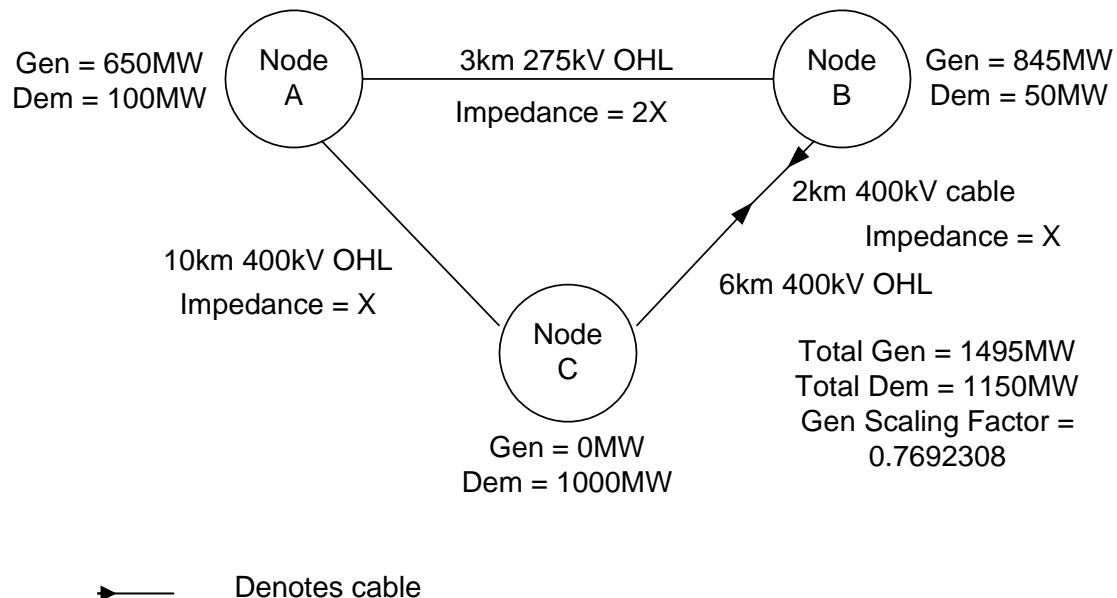 Gen = 650MW
Dem = 100MW
Node
A
3km 275kV OHL
Impedance = 2X
Node
B
Gen = 845MW
Dem = 50MW
2km 400kV cable
Impedance = X
10km 400kV OHL
Impedance = X
6km 400kV OHL
Node
C
Gen = 0MW
Dem = 1000MW
Total Gen = 1495MW
Total Dem = 1150MW
Gen Scaling Factor =
0.7692308
Denotes cable